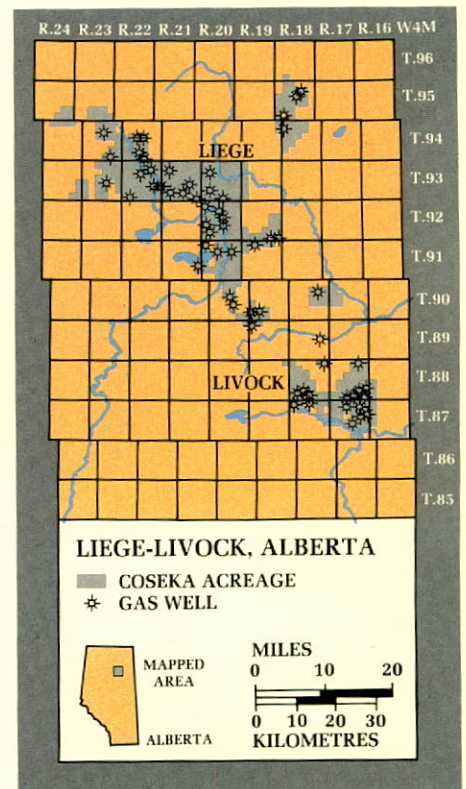 R.24 R.23 R.22 R.21 R.20 R.19 R.18 R.17 R.16 W4M
T.96
T.95
T.94
LIEGE
T.93
T.92
T.91
T.90
T.89
T.88
LIVOCK
T.87
T.86
T.85
LIEGE-LIVOCK, ALBERTA
COSEKA ACREAGE
GAS WELL
MILES
0 10 20
0 10 20 30
KILOMETRES
MAPPED
AREA
ALBERTA